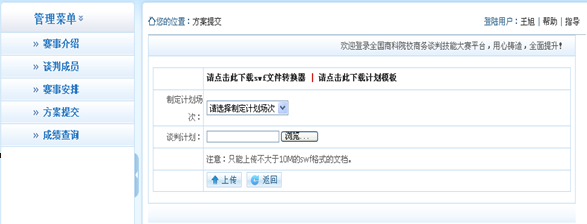 管理菜单
» 赛事介绍
» 谈判成员
» 赛事安排
» 方案提交
» 成绩查询
您的位置：方案提交
登陆用户：王旭 | 帮助 | 指导
欢迎登录全国商科院校商务谈判技能大赛平台，用心铸造，全面提升！
请点击此下载swf文件转换器 | 请点击此下载计划模板
制定计划场次： 请选择制定计划场次
谈判计划： 浏览...
注意：只能上传不大于10M的swf格式的文档。
上传 返回